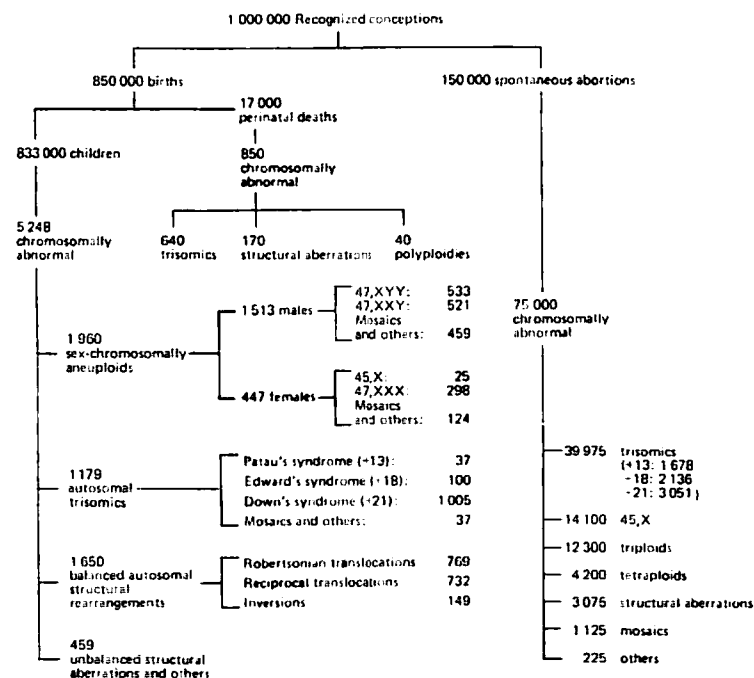 1 000 000 Recognized conceptions
850 000 births
150 000 spontaneous abortions
17 000
perinatal deaths
833 000 children
850
chromosomally
abnormal
5 248
chromosomally
abnormal
640
trisomics
170
structural aberrations
40
polyploidies
1 960
sex-chromosomally
aneuploids
1 513 males
47,XYY: 533
47,XXY: 521
Mosaics
and others: 459
447 females
45,X: 25
47,XXX: 298
Mosaics
and others: 124
75 000
chromosomally
abnormal
1 179
autosomal
trisomics
Patau's syndrome (+13): 37
Edward's syndrome (+18): 100
Down's syndrome (+21): 1 005
Mosaics and others: 37
1 650
balanced autosomal
structural
rearrangements
Robertsonian translocations 769
Reciprocal translocations 732
Inversions 149
459
unbalanced structural
aberrations and others
39 975 trisomics
(+13: 1 678
-18: 2 136
-21: 3 051)
14 100 45,X
12 300 triploids
4 200 tetraploids
3 075 structural aberrations
1 125 mosaics
225 others